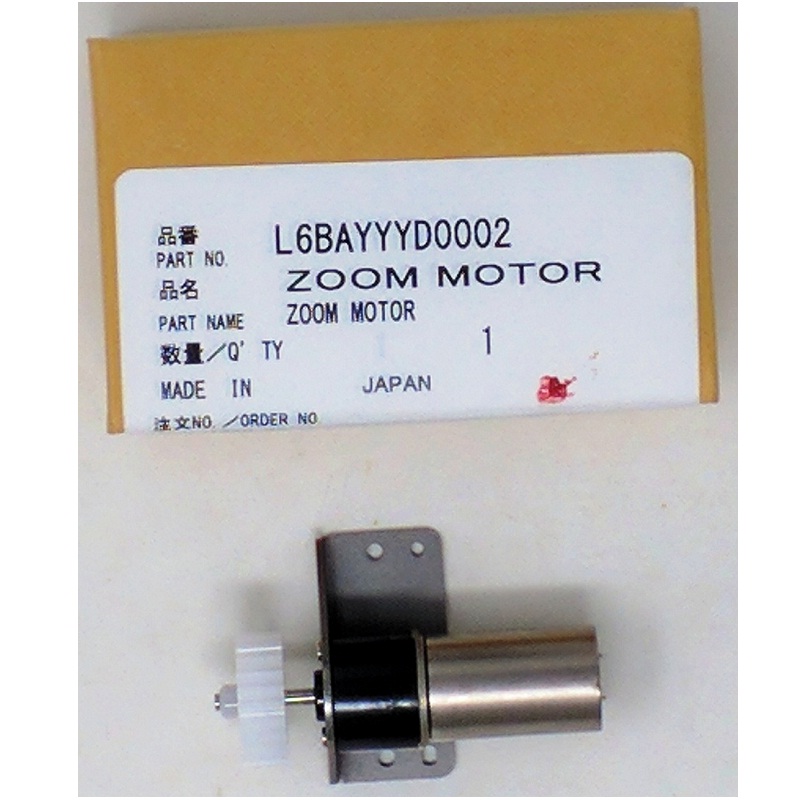 品番 L6BAYYYD0002
PART NO.
品名 ZOOM MOTOR
PART NAME ZOOM MOTOR
数量/Q'TY 1
MADE IN JAPAN
注文NO. /ORDER NO